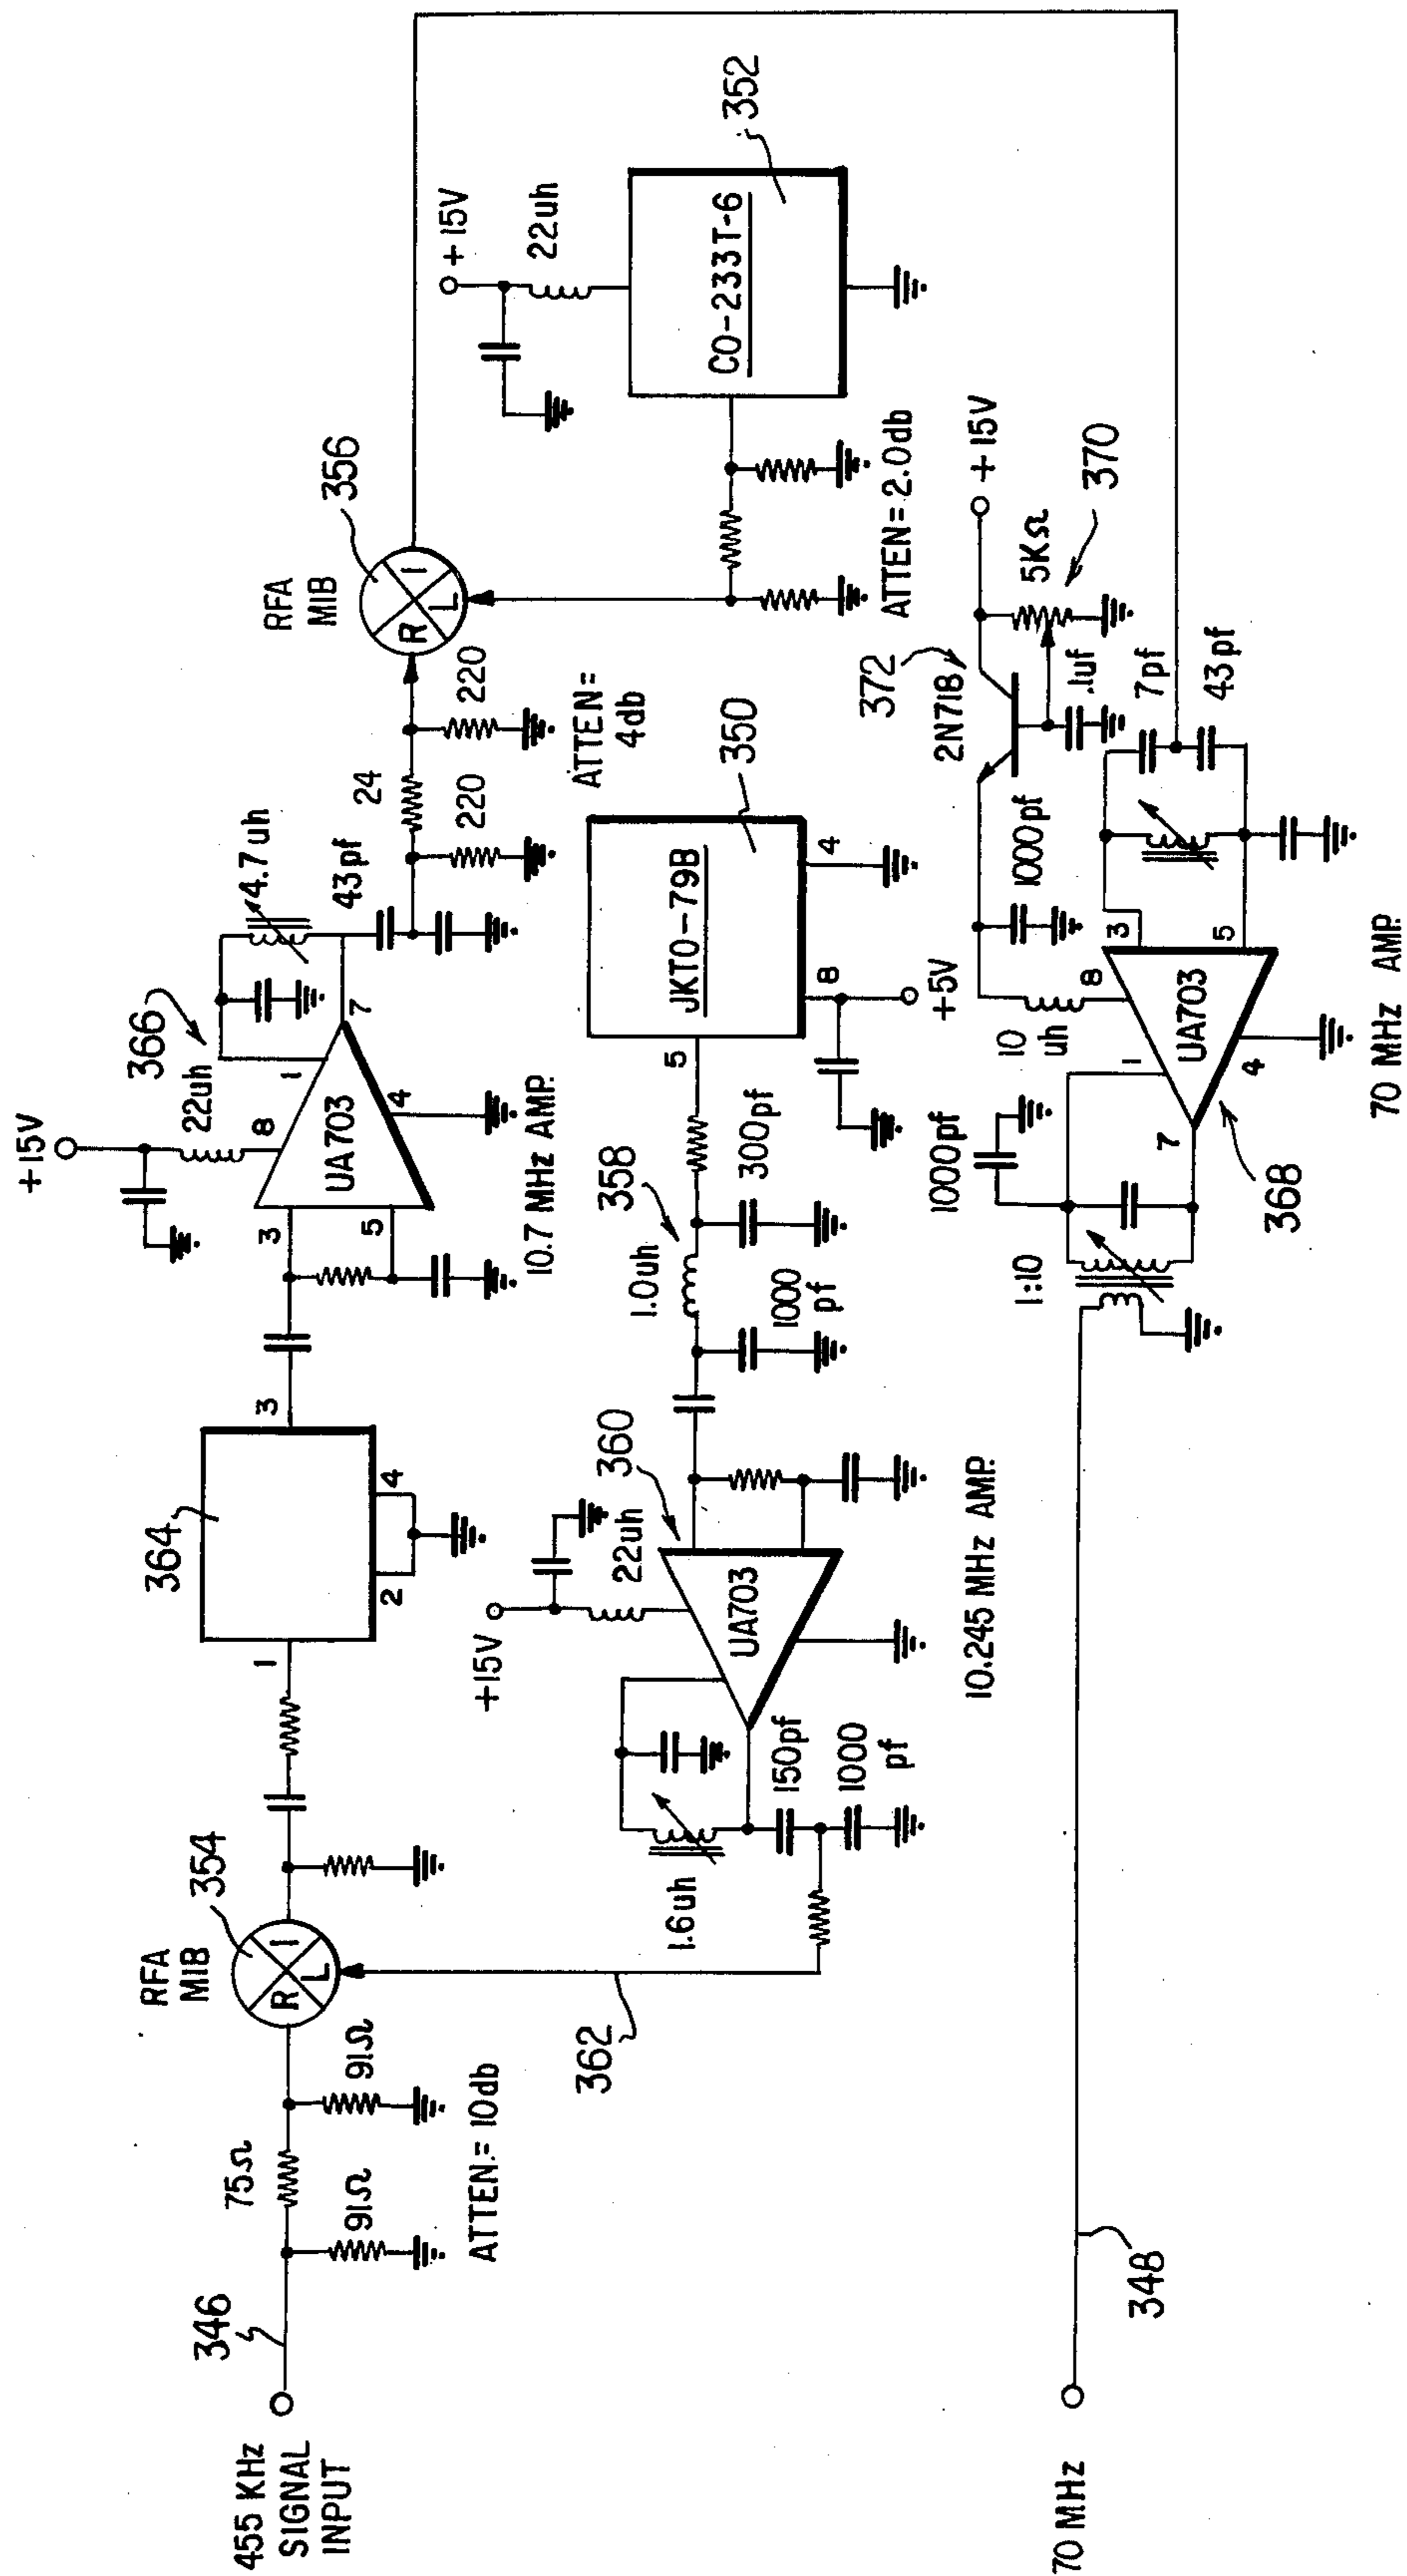 455 KHz
SIGNAL
INPUT
346
75Ω
91Ω
91Ω
ATTEN.= 10db
RFA
MIB
354
R
I
L
362
364
1
2
4
3
3
5
+15V
22uh
8
366
1
UA703
4
7
10.7 MHz AMP.
4.7uh
43pf
24
220
220
ATTEN=
4db
RFA
MIB
356
R
I
L
+15V
22uh
CO-233T-6
352
ATTEN=2.0db
1.6uh
+15V
22uh
360
UA703
150pf
1000
pf
10.245 MHz AMP.
1.0uh
358
1000
pf
300pf
5
JKTO-79B
350
8
4
+5V
372
2N718
+15V
5KΩ
370
.1uf
1000pf
7pf
43pf
1:10
1000pf
10
uh
1
8
3
5
7
UA703
4
368
70 MHz AMP.
70 MHz
348